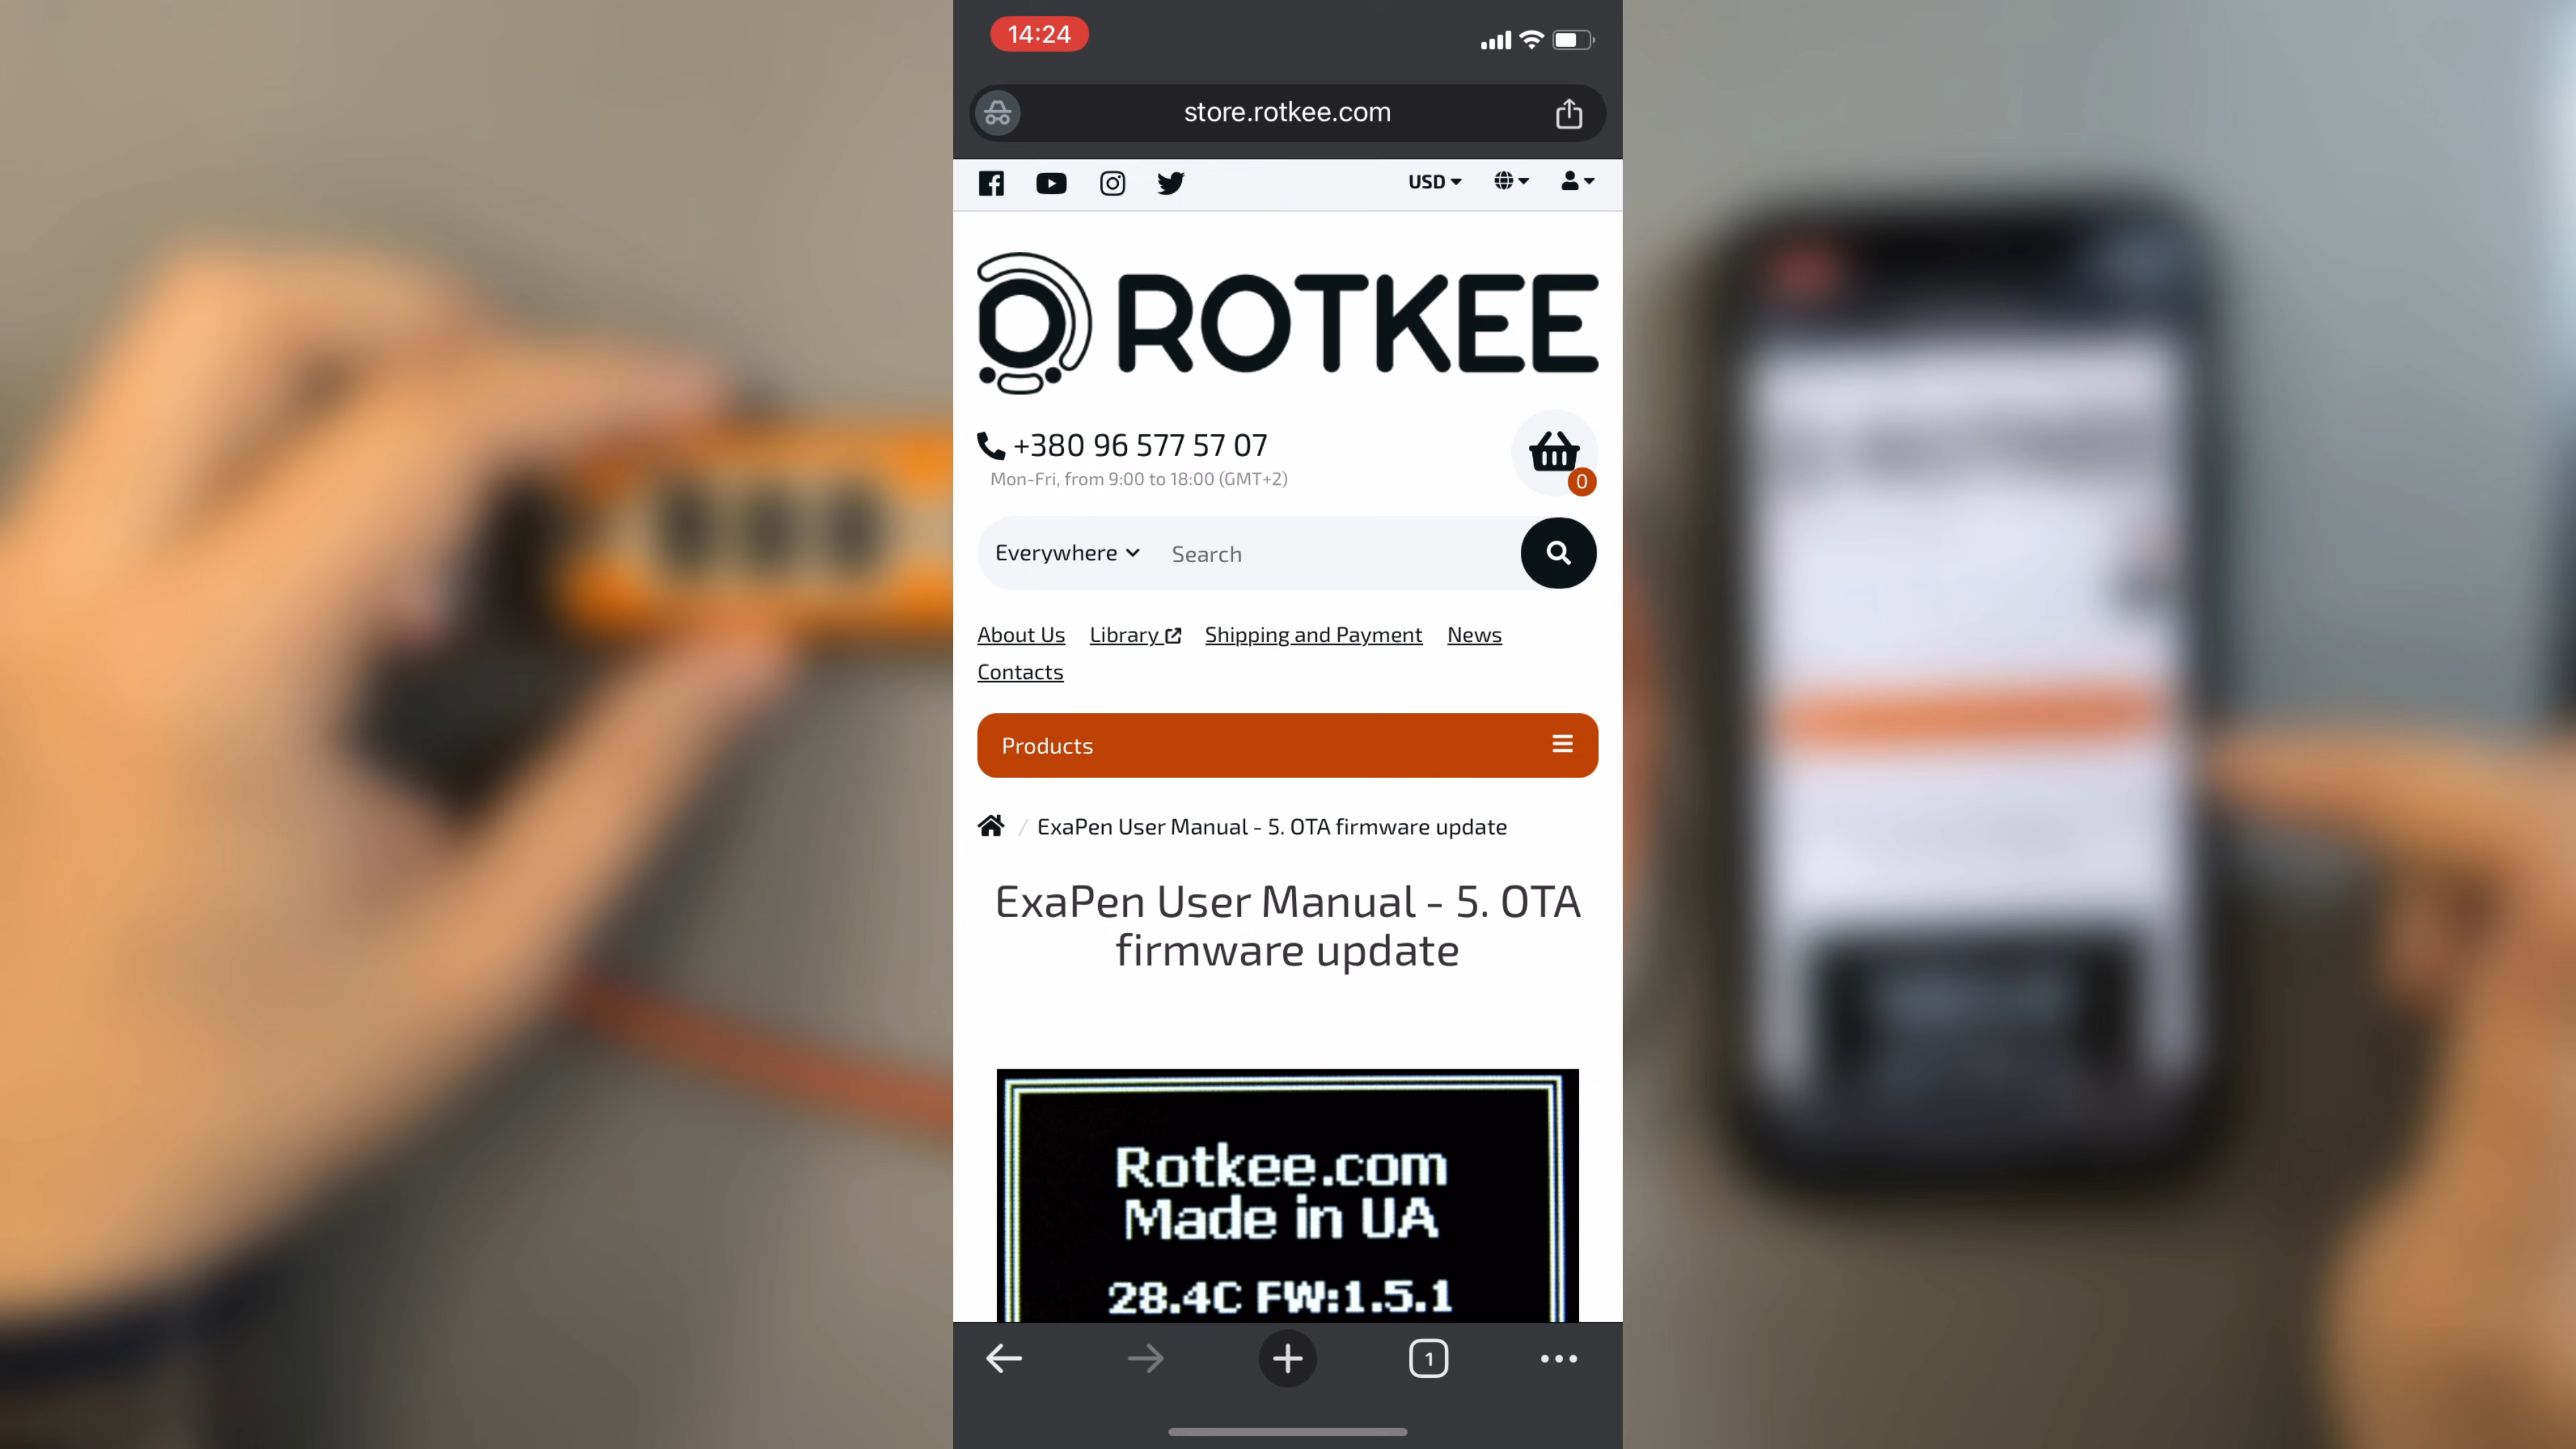 14:24
store.rotkee.com
USD
ROTKEE
+380 96 577 57 07
Mon-Fri, from 9:00 to 18:00 (GMT+2)
0
Everywhere Search
About Us Library Shipping and Payment News
Contacts
Products
/ ExaPen User Manual - 5. OTA firmware update
ExaPen User Manual - 5. OTA
firmware update
Rotkee.com
Made in UA
28.4C FW:1.5.1
1